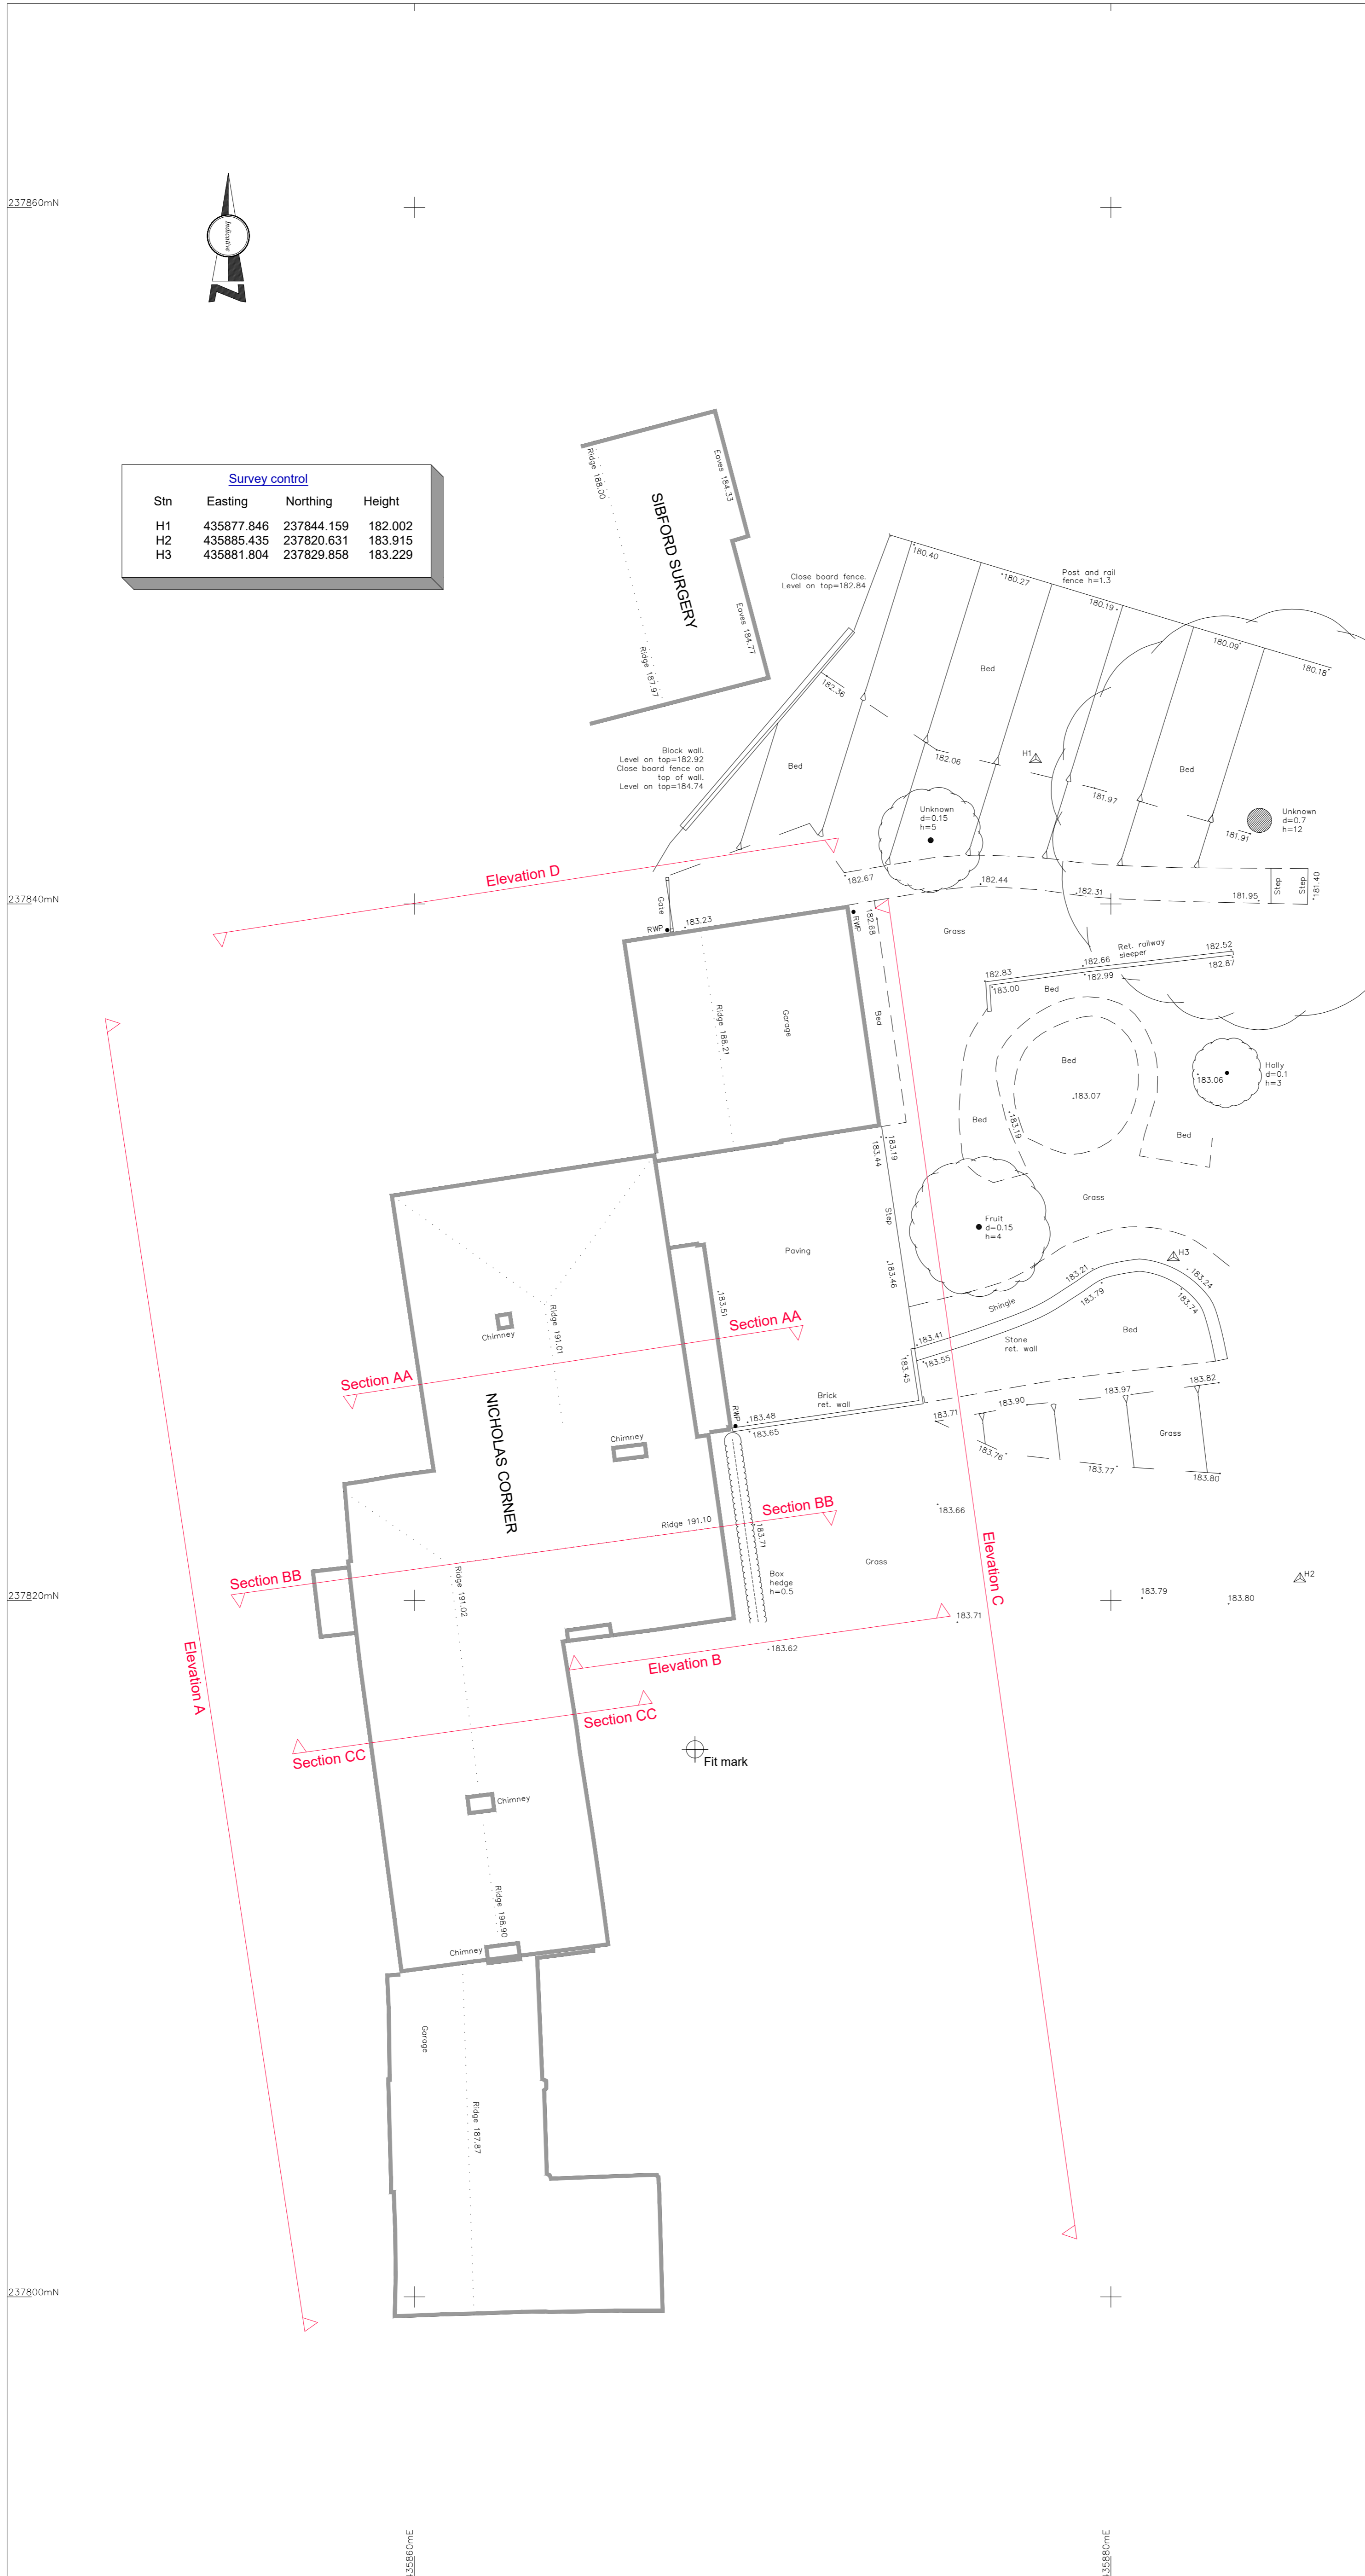 237860mN
Indicative
N
Survey control
Stn Easting Northing Height
H1 435877.846 237844.159 182.002
H2 435885.435 237820.631 183.915
H3 435881.804 237829.858 183.229
Ridge 188.00
Eaves 184.33
SIBFORD SURGERY
Eaves 184.77
Ridge 187.97
Close board fence.
Level on top=182.84
180.40
180.27
Post and rail
fence h=1.3
180.19
180.09
180.18
Bed
182.36
Block wall.
Level on top=182.92
Close board fence on
top of wall.
Level on top=184.74
Bed
182.06
H1
Bed
181.97
181.91
Unknown
d=0.15
h=5
Unknown
d=0.7
h=12
Elevation D
182.67
182.44
182.31
181.95
Step
Step
181.40
237840mN
Gate
RWP
183.23
RWP
182.68
Grass
Ret. railway
sleeper
182.52
182.66
182.87
182.83
182.99
183.00
Bed
Ridge 188.21
Garage
Bed
Bed
183.07
183.06
Holly
d=0.1
h=3
Bed
183.19
Bed
183.44
183.19
Step
Grass
Fruit
d=0.15
h=4
Paving
183.46
H3
183.21
183.24
183.79
183.74
183.51
Shingle
Ridge 191.01
Chimney
Section AA
Section AA
183.41
Stone
ret. wall
Bed
183.55
183.45
NICHOLAS CORNER
Brick
ret. wall
RWP
183.48
183.65
183.71
183.90
183.97
183.82
Grass
183.76
183.77
183.80
Chimney
Section BB
Ridge 191.10
183.71
183.66
Elevation C
Grass
Section BB
Ridge 191.02
Box
hedge
h=0.5
H2
183.79
183.80
237820mN
183.71
Elevation A
Elevation B
183.62
Section CC
Section CC
Fit mark
Chimney
Ridge 198.90
Chimney
Garage
Ridge 187.87
237800mN
435860mE
435880mE